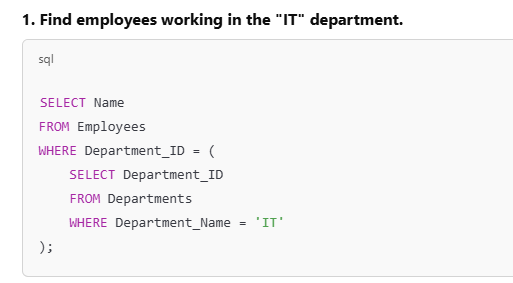 1. Find employees working in the "IT" department.
sql
SELECT Name
FROM Employees
WHERE Department_ID = (
    SELECT Department_ID
    FROM Departments
    WHERE Department_Name = 'IT'
);